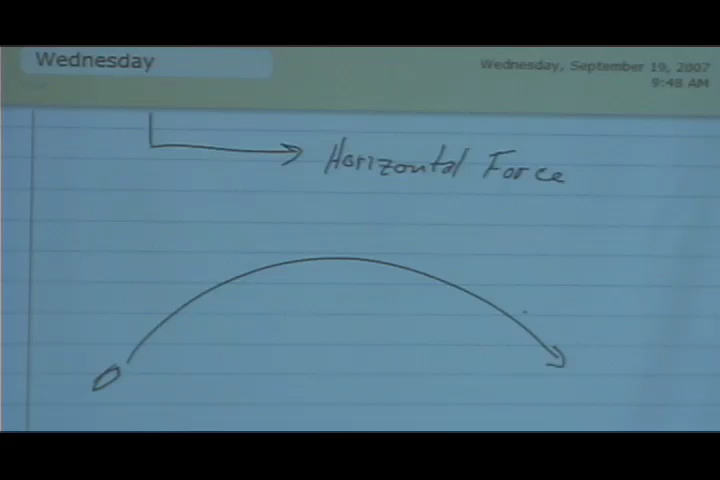 Wednesday
Wednesday, September 19, 2007
9:48 AM
Horizontal Force